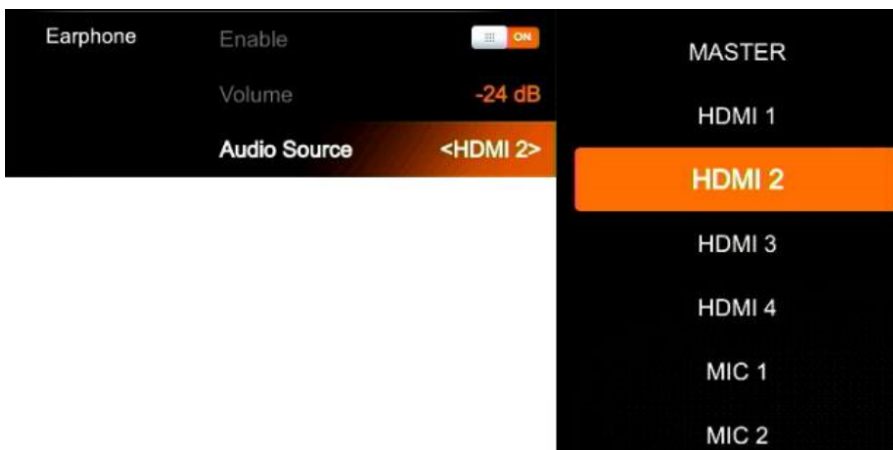 Earphone Enable ON
Volume -24 dB
Audio Source <HDMI 2>
MASTER
HDMI 1
HDMI 2
HDMI 3
HDMI 4
MIC 1
MIC 2